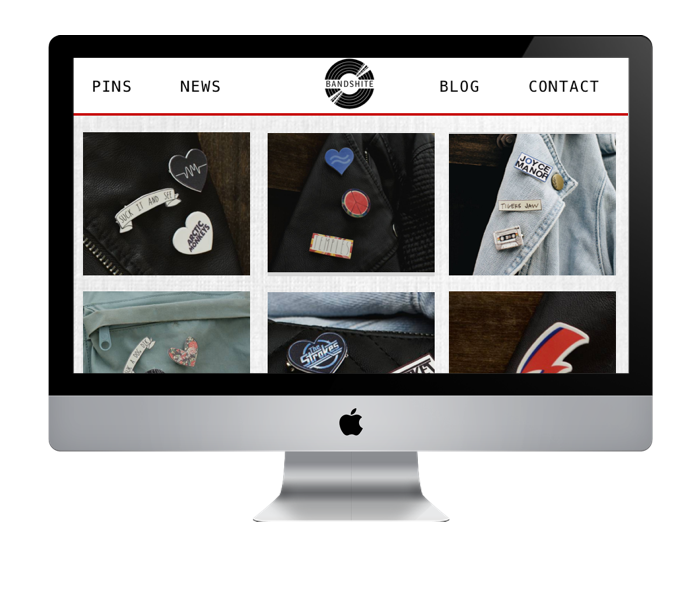 PINS
NEWS
BANDSHITE
BLOG
CONTACT
SUCK IT AND SEE
ARCTIC
MONKEYS
JOYCE
MANOR
TIGERS JAW
The
Strokes